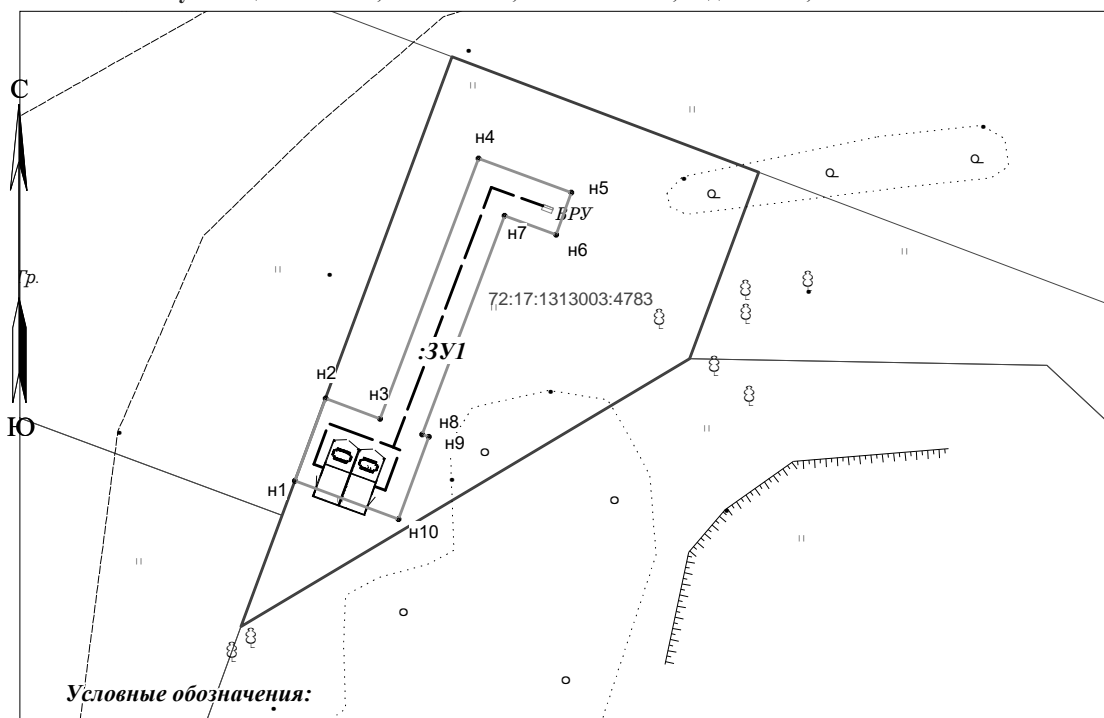 С
н4
н5
ВРУ
н7
н6
Гр.
72:17:1313003:4783
:ЗУ1
н2
н3
Ю
н8
н9
н1
н10
Условные обозначения: